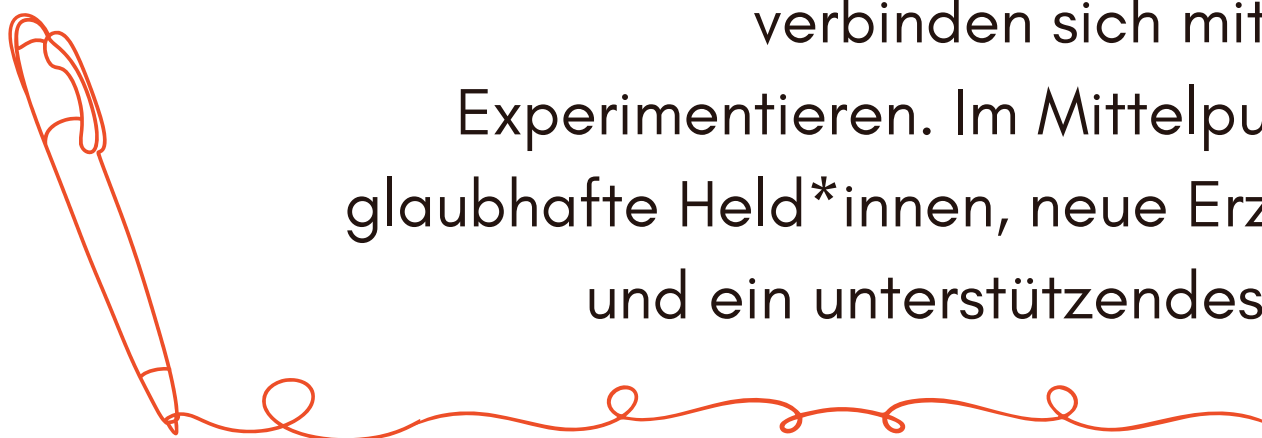 verbinden sich mit
Experimentieren. Im Mittelpu
glaubhafte Held*innen, neue Erz
und ein unterstützendes